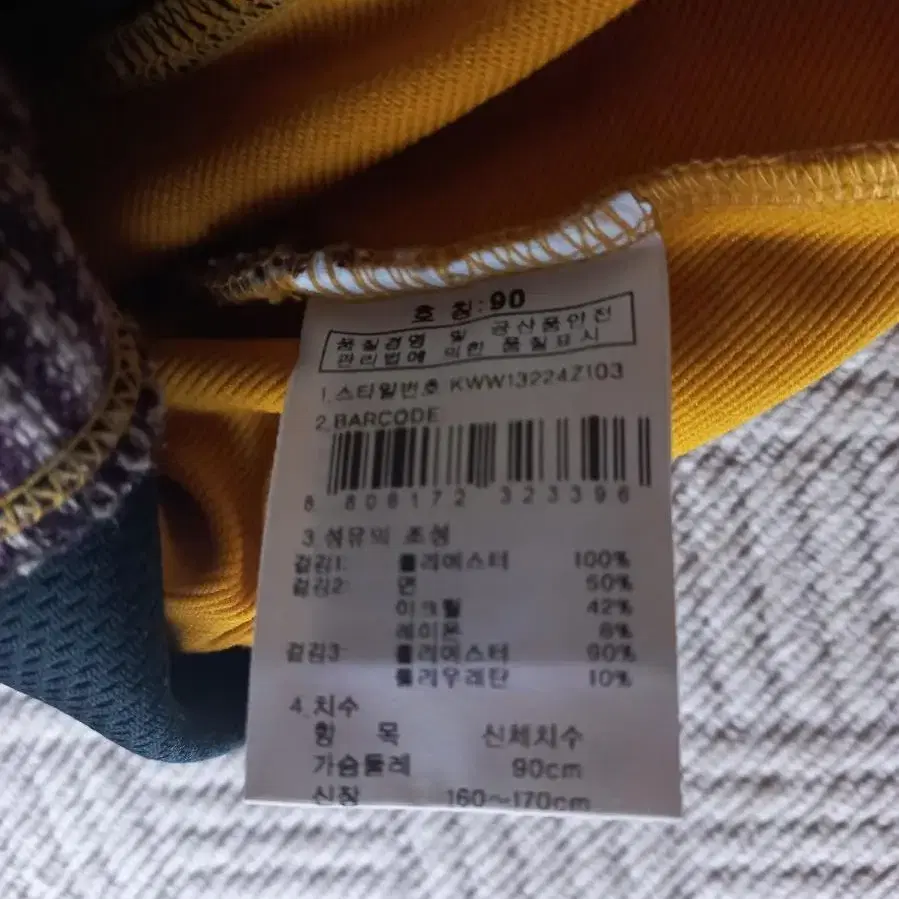 호 칭:90
품질경영 및 공산품안전
관리법에 의한 품질표시
1.스타일번호 KWW13224Z103
2.BARCODE
8 808172 323396
3.섬유의 조성
겉감1: 폴리에스터 100%
겉감2: 면 50%
아크릴 42%
레이온 8%
겉감3: 폴리에스터 90%
폴리우레탄 10%
4.치수
항 목 신체치수
가슴둘레 90cm
신장 160~170cm